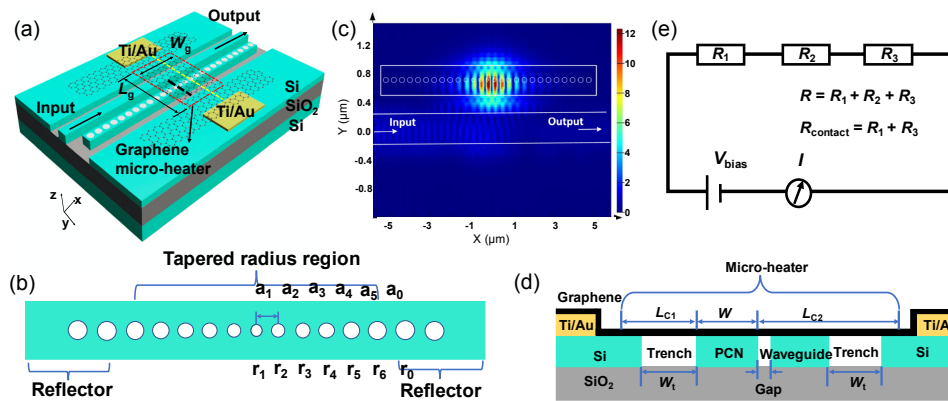 (a)
Output
Ti/Au
Wg
Lg
Input
Ti/Au
Si
SiO2
Si
Graphene
micro-heater
z
x
y
(c)
1.2
0.8
0.4
0.0
-0.4
-0.8
Y (µm)
Input
Output
-5
-3
-1
1
3
5
X (µm)
12
10
8
6
4
2
0
(e)
R1
R2
R3
R = R1 + R2 + R3
Rcontact = R1 + R3
Vbias
I
(b)
Tapered radius region
a1 a2 a3 a4 a5 a0
r1 r2 r3 r4 r5 r6 r0
Reflector
Reflector
(d)
Micro-heater
Graphene
LC1
W
LC2
Ti/Au
Ti/A
Si
Trench
PCN
Waveguide
Trench
Si
SiO2
Wt
Gap
Wt